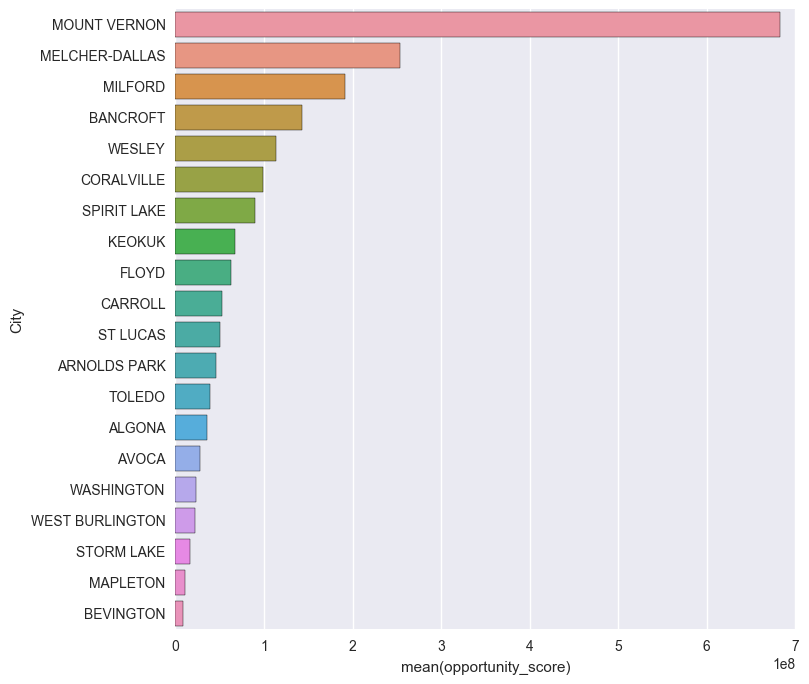 MOUNT VERNON
MELCHER-DALLAS
MILFORD
BANCROFT
WESLEY
CORALVILLE
SPIRIT LAKE
KEOKUK
FLOYD
CARROLL
ST LUCAS
ARNOLDS PARK
TOLEDO
ALGONA
AVOCA
WASHINGTON
WEST BURLINGTON
STORM LAKE
MAPLETON
BEVINGTON
City
0 1 2 3 4 5 6 7
1e8
mean(opportunity_score)